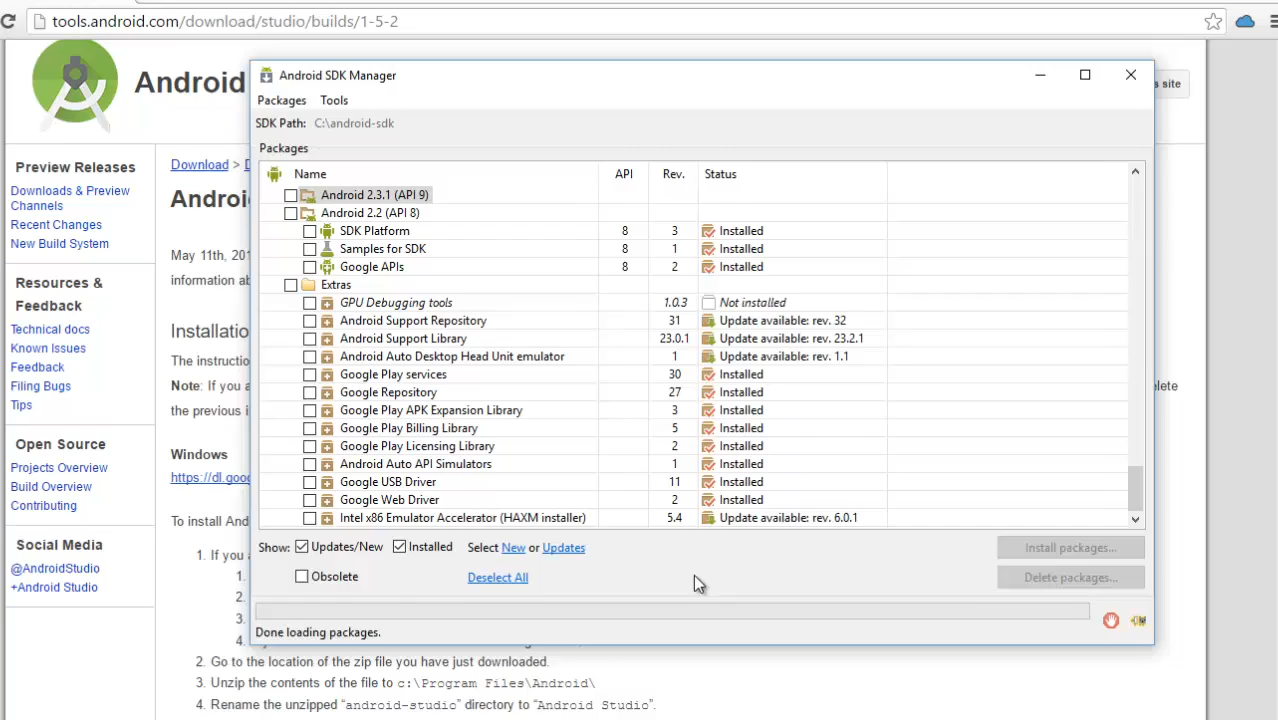 tools.android.com/download/studio/builds/1-5-2
Android
s site
Android SDK Manager
Packages Tools
SDK Path: C:\android-sdk
Packages
Name API Rev. Status
Android 2.3.1 (API 9)
Android 2.2 (API 8)
SDK Platform 8 3 Installed
Samples for SDK 8 1 Installed
Google APIs 8 2 Installed
Extras
GPU Debugging tools 1.0.3 Not installed
Android Support Repository 31 Update available: rev. 32
Android Support Library 23.0.1 Update available: rev. 23.2.1
Android Auto Desktop Head Unit emulator 1 Update available: rev. 1.1
Google Play services 30 Installed
Google Repository 27 Installed
Google Play APK Expansion Library 3 Installed
Google Play Billing Library 5 Installed
Google Play Licensing Library 2 Installed
Android Auto API Simulators 1 Installed
Google USB Driver 11 Installed
Google Web Driver 2 Installed
Intel x86 Emulator Accelerator (HAXM installer) 5.4 Update available: rev. 6.0.1
Show: Updates/New Installed Select New or Updates Install packages...
Obsolete Deselect All Delete packages...
Done loading packages.
Preview Releases
Downloads & Preview
Channels
Recent Changes
New Build System
Resources &
Feedback
Technical docs
Known Issues
Feedback
Filing Bugs
Tips
Open Source
Projects Overview
Build Overview
Contributing
Social Media
@AndroidStudio
+Android Studio
Download >
Androi
May 11th, 201
information ab
Installatio
The instruction
Note: If you a
elete
the previous i
Windows
https://dl.goo
To install And
1. If you a
1.
2.
3.
4.
2. Go to the location of the zip file you have just downloaded.
3. Unzip the contents of the file to c:\Program Files\Android\
4. Rename the unzipped “android-studio” directory to “Android Studio”.